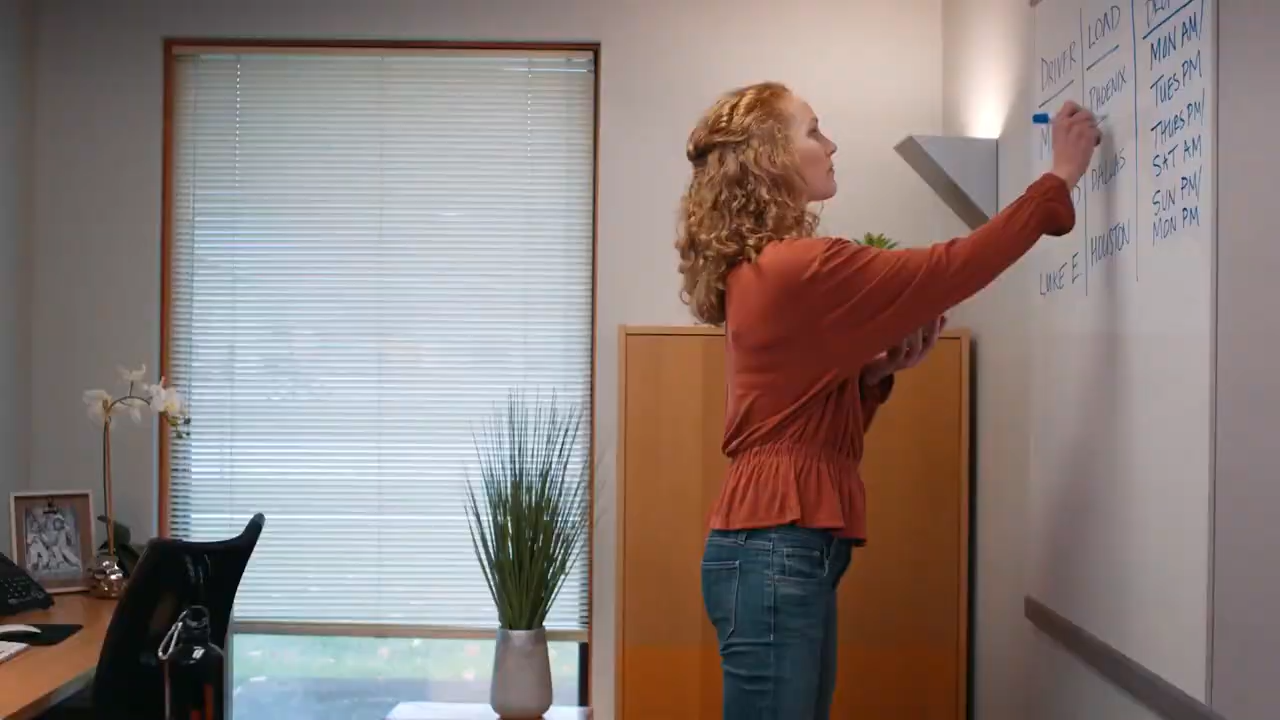 DRIVER LOAD
PHOENIX MON AM/
TUES PM
DALLAS THURS PM/
SAT AM
LUKE E HOUSTON SUN PM/
MON PM